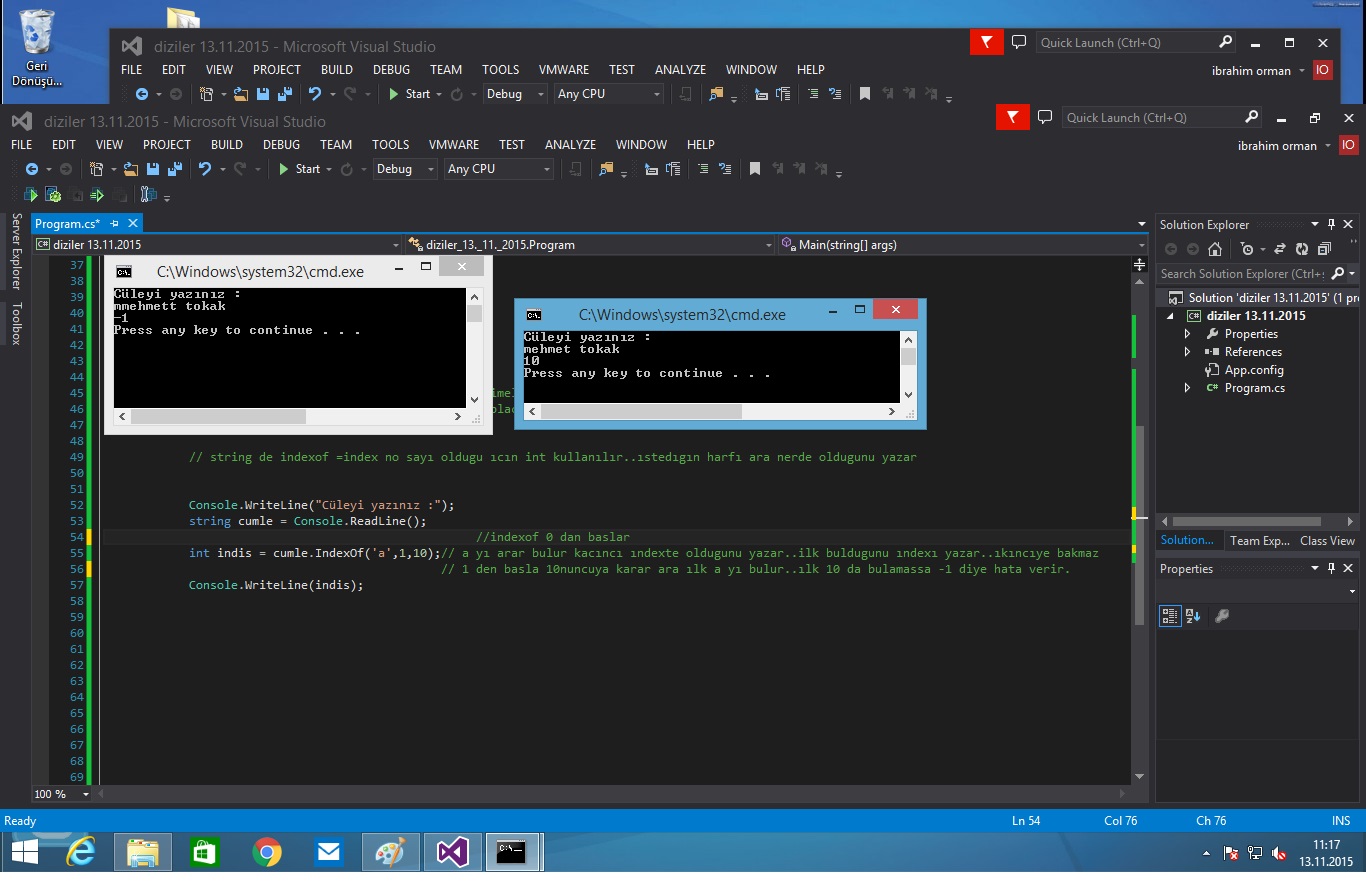 Geri
Dönüşü...
diziler 13.11.2015 - Microsoft Visual Studio
Quick Launch (Ctrl+Q)
FILE EDIT VIEW PROJECT BUILD DEBUG TEAM TOOLS VMWARE TEST ANALYZE WINDOW HELP
ibrahim orman
IO
Start
Debug
Any CPU
diziler 13.11.2015 - Microsoft Visual Studio
Quick Launch (Ctrl+Q)
FILE EDIT VIEW PROJECT BUILD DEBUG TEAM TOOLS VMWARE TEST ANALYZE WINDOW HELP
ibrahim orman
IO
Start
Debug
Any CPU
Server Explorer
Toolbox
Program.cs*
C# diziler 13.11.2015
diziler_13._11._2015.Program
Main(string[] args)
37
38
39
40
41
42
43
44
45
46
47
48
49 // string de indexof =index no sayı oldugu ıcın int kullanılır..ıstedıgın harfı ara nerde oldugunu yazar
50
51
52 Console.WriteLine("Cüleyi yazınız :");
53 string cumle = Console.ReadLine();
54 //indexof 0 dan baslar
55 int indis = cumle.IndexOf('a',1,10);// a yı arar bulur kacıncı ındexte oldugunu yazar..ilk buldugunu ındexı yazar..ıkıncıye bakmaz
56 // 1 den basla 10nuncuya karar ara ılk a yı bulur..ılk 10 da bulamassa -1 diye hata verir.
57 Console.WriteLine(indis);
58
59
60
61
62
63
64
65
66
67
68
69
C:\Windows\system32\cmd.exe
Cüleyi yazınız :
mmehmett tokak
-1
Press any key to continue . . .
C:\Windows\system32\cmd.exe
Cüleyi yazınız :
mehmet tokak
10
Press any key to continue . . .
Solution Explorer
Search Solution Explorer (Ctrl+;
Solution 'diziler 13.11.2015' (1 pr
C# diziler 13.11.2015
Properties
References
App.config
C# Program.cs
Solution...
Team Exp...
Class View
Properties
100 %
Ready
Ln 54
Col 76
Ch 76
INS
11:17
13.11.2015